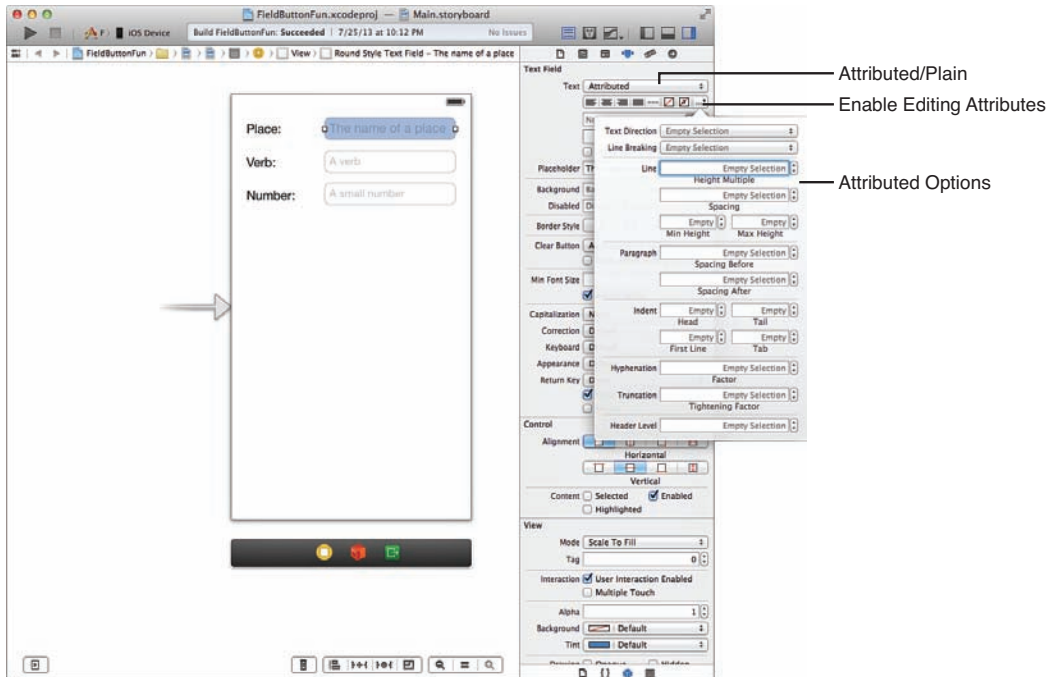 FieldButtonFun.xcodeproj — Main.storyboard
iOS Device
Build FieldButtonFun: Succeeded | 7/25/13 at 10:12 PM
No Issues
FieldButtonFun
View
Round Style Text Field – The name of a place
Text Field
Text Attributed
Attributed/Plain
Enable Editing Attributes
Attributed Options
Place: The name of a place
Verb: A verb
Number: A small number
Text Direction Empty Selection
Line Breaking Empty Selection
Line Empty Selection
Height Multiple
Empty Selection
Spacing
Empty Empty
Min Height Max Height
Paragraph Empty Selection
Spacing Before
Empty Selection
Spacing After
Indent Empty Empty
Head Tail
Empty Empty
First Line Tab
Hyphenation Empty Selection
Factor
Truncation Empty Selection
Tightening Factor
Header Level Empty Selection
Placeholder
Background
Disabled
Border Style
Clear Button
Min Font Size
Capitalization
Correction
Keyboard
Appearance
Return Key
Control
Alignment
Horizontal
Vertical
Content Selected Enabled
Highlighted
View
Mode Scale To Fill
Tag 0
Interaction User Interaction Enabled
Multiple Touch
Alpha 1
Background Default
Tint Default
Drawing Opaque Hidden